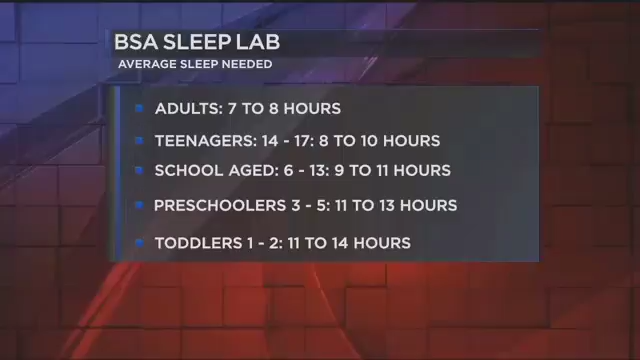 BSA SLEEP LAB
AVERAGE SLEEP NEEDED
ADULTS: 7 TO 8 HOURS
TEENAGERS: 14 - 17: 8 TO 10 HOURS
SCHOOL AGED: 6 - 13: 9 TO 11 HOURS
PRESCHOOLERS 3 - 5: 11 TO 13 HOURS
TODDLERS 1 - 2: 11 TO 14 HOURS